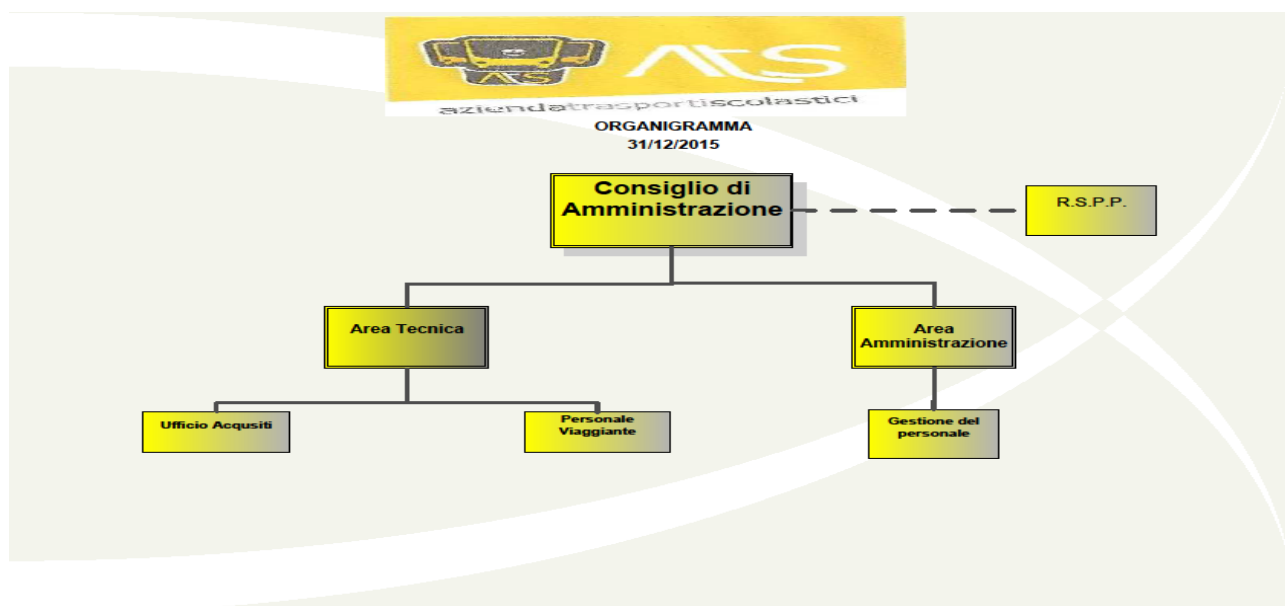 ATS
ATS
aziendatrasportiscolastici
ORGANIGRAMMA
31/12/2015
Consiglio di
Amministrazione
R.S.P.P.
Area Tecnica
Area
Amministrazione
Ufficio Acqusiti
Personale
Viaggiante
Gestione del
personale